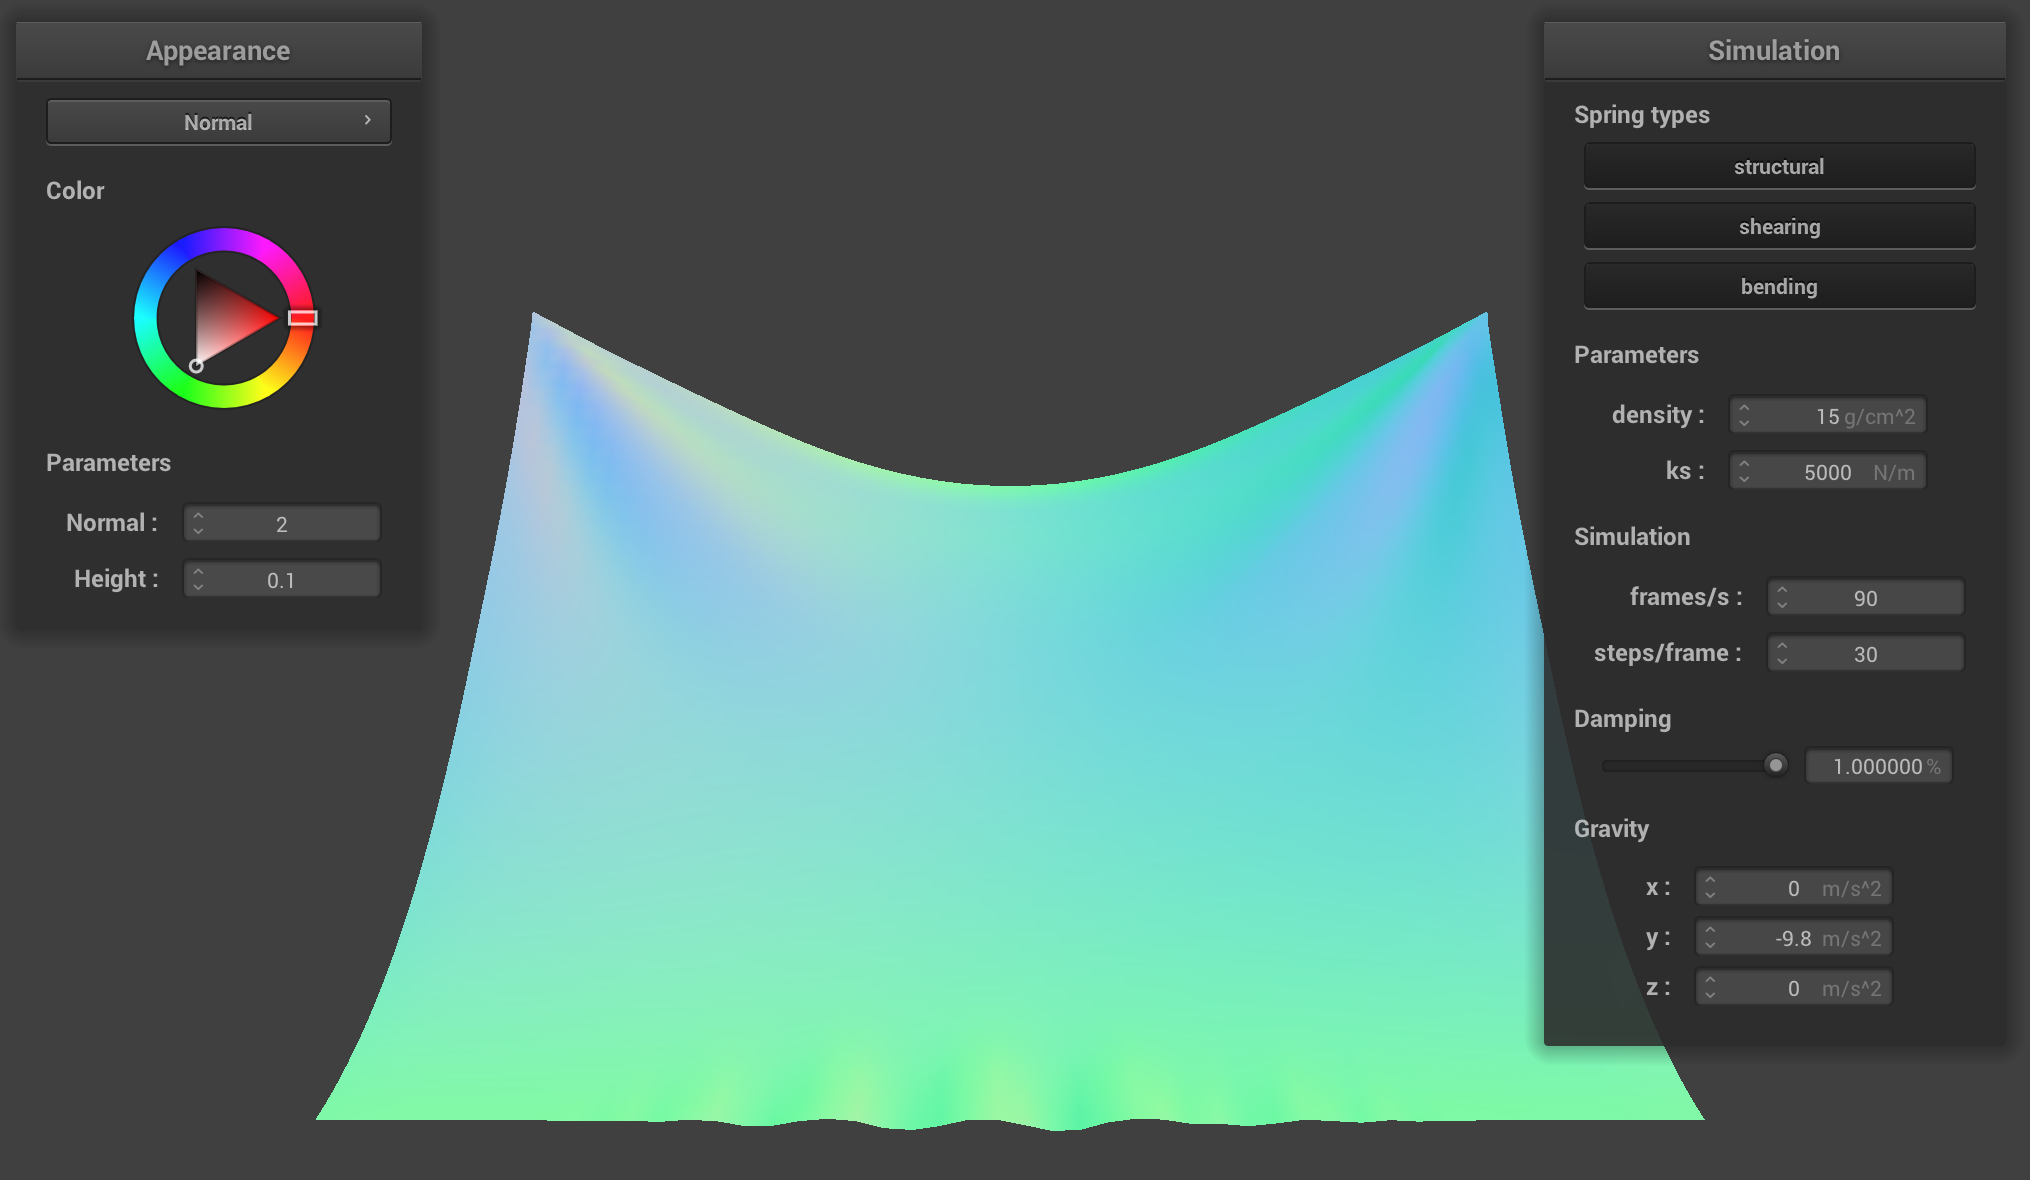 Appearance
Normal
Color
Parameters
Normal : 2
Height : 0.1
Simulation
Spring types
structural
shearing
bending
Parameters
density : 15 g/cm^2
ks : 5000 N/m
Simulation
frames/s : 90
steps/frame : 30
Damping
1.000000 %
Gravity
x : 0 m/s^2
y : -9.8 m/s^2
z : 0 m/s^2